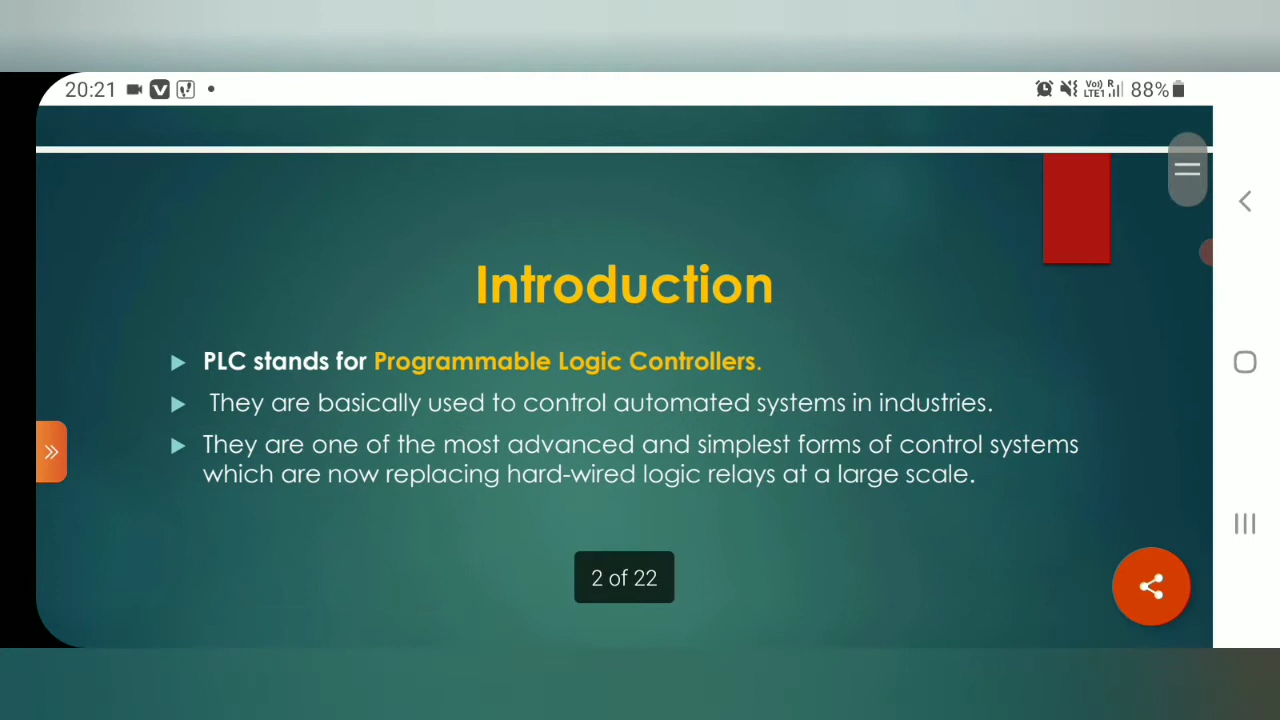 20:21
Vo)) R
LTE1 88%
Introduction
PLC stands for Programmable Logic Controllers.
They are basically used to control automated systems in industries.
They are one of the most advanced and simplest forms of control systems
which are now replacing hard-wired logic relays at a large scale.
2 of 22